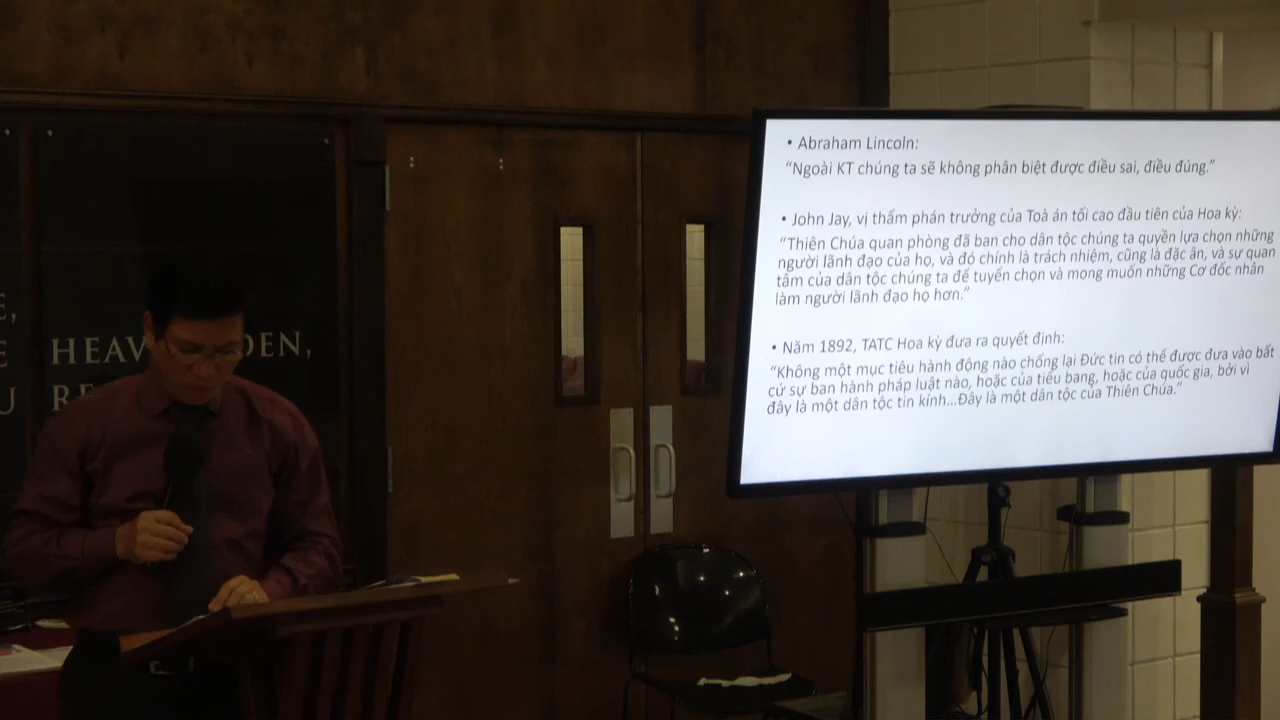 HEAV DEN,
• Abraham Lincoln:
“Ngoài KT chúng ta sẽ không phân biệt được điều sai, điều đúng.”
• John Jay, vị thẩm phán trưởng của Toà án tối cao đầu tiên của Hoa kỳ:
“Thiên Chúa quan phòng đã ban cho dân tộc chúng ta quyền lựa chọn những
người lãnh đạo của họ, và đó chính là trách nhiệm, cũng là đặc ân, và sự quan
tâm của dân tộc chúng ta để tuyển chọn và mong muốn những Cơ đốc nhân
làm người lãnh đạo họ hơn.”
• Năm 1892, TATC Hoa kỳ đưa ra quyết định:
“Không một mục tiêu hành động nào chống lại Đức tin có thể được đưa vào bất
cứ sự ban hành pháp luật nào, hoặc của tiểu bang, hoặc của quốc gia, bởi vì
đây là một dân tộc tin kính...Đây là một dân tộc của Thiên Chúa.”